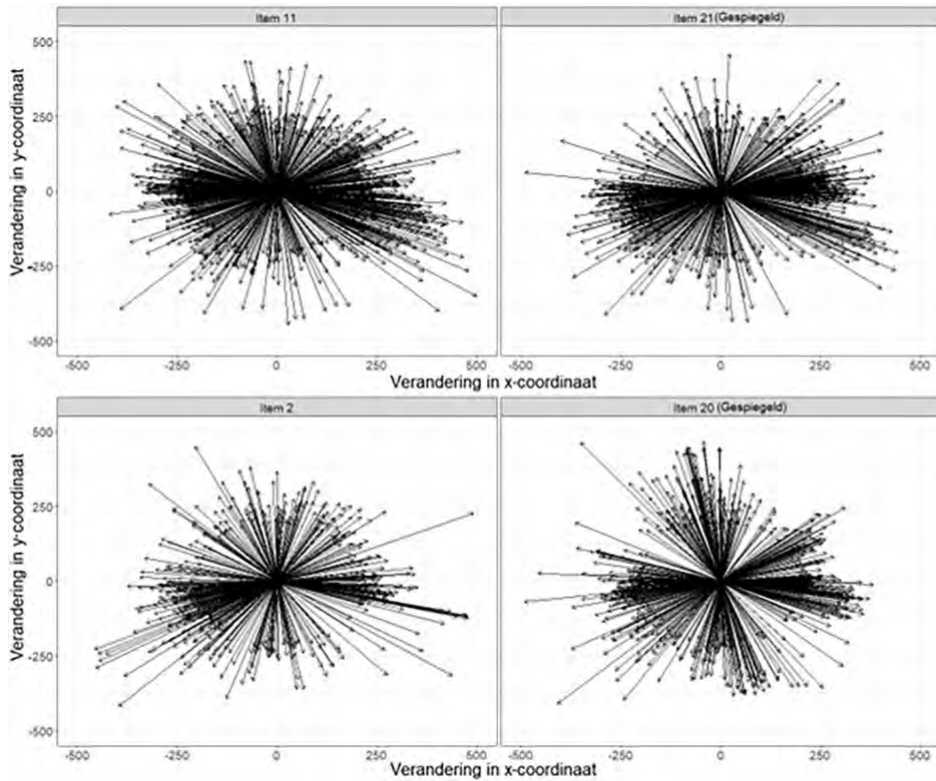 Item 11
Item 21 (Gespiegeld)
Verandering in y-coordinaat
500
250
0
-250
-500
-500 -250 0 250 500
-500 -250 0 250 500
Verandering in x-coordinaat
Item 2
Item 20 (Gespiegeld)
Verandering in y-coordinaat
500
250
0
-250
-500
-500 -250 0 250 500
-500 -250 0 250 500
Verandering in x-coordinaat